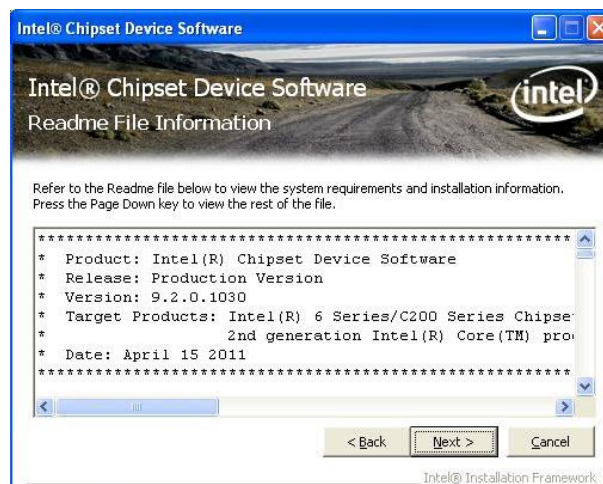 Intel® Chipset Device Software
Intel® Chipset Device Software
intel
Readme File Information
Refer to the Readme file below to view the system requirements and installation information.
Press the Page Down key to view the rest of the file.
*********************************************************
* Product: Intel(R) Chipset Device Software
* Release: Production Version
* Version: 9.2.0.1030
* Target Products: Intel(R) 6 Series/C200 Series Chipse
* 2nd generation Intel(R) Core(TM) pro
* Date: April 15 2011
*********************************************************
< Back Next > Cancel
Intel® Installation Framework